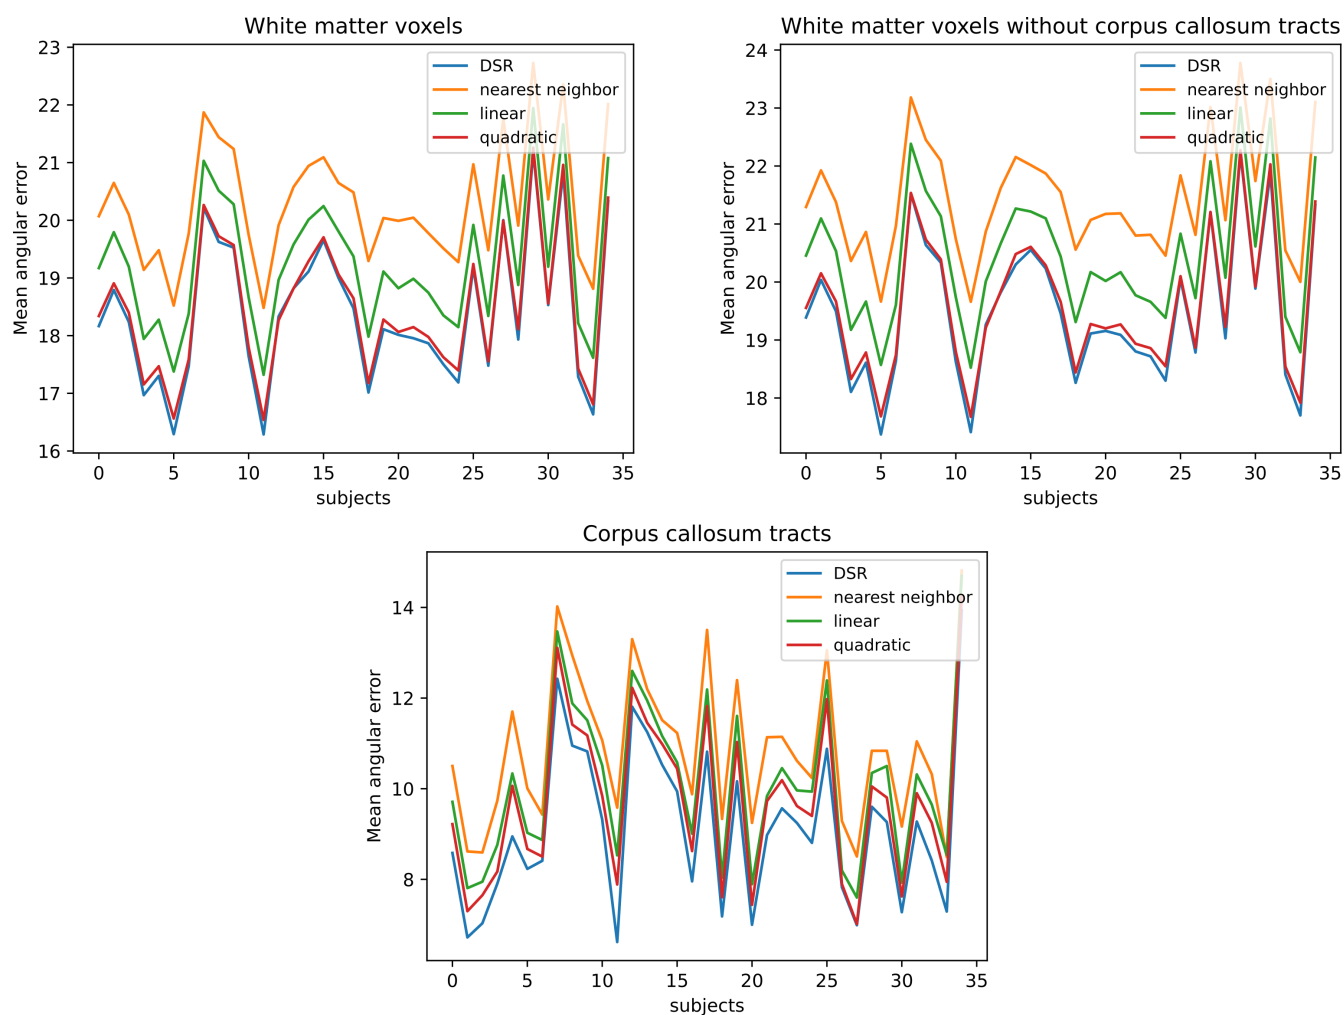 White matter voxels
23
22
21
20
19
18
17
16
Mean angular error
DSR
nearest neighbor
linear
quadratic
0 5 10 15 20 25 30 35
subjects
White matter voxels without corpus callosum tracts
24
23
22
21
20
19
18
Mean angular error
DSR
nearest neighbor
linear
quadratic
0 5 10 15 20 25 30 35
subjects
Corpus callosum tracts
14
12
10
8
Mean angular error
DSR
nearest neighbor
linear
quadratic
0 5 10 15 20 25 30 35
subjects